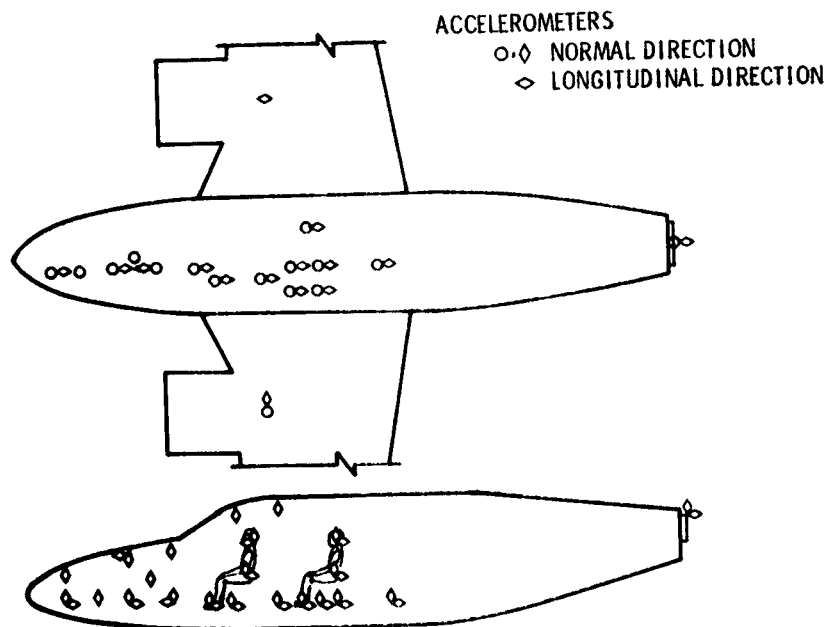 ACCELEROMETERS
○,◊ NORMAL DIRECTION
◊ LONGITUDINAL DIRECTION